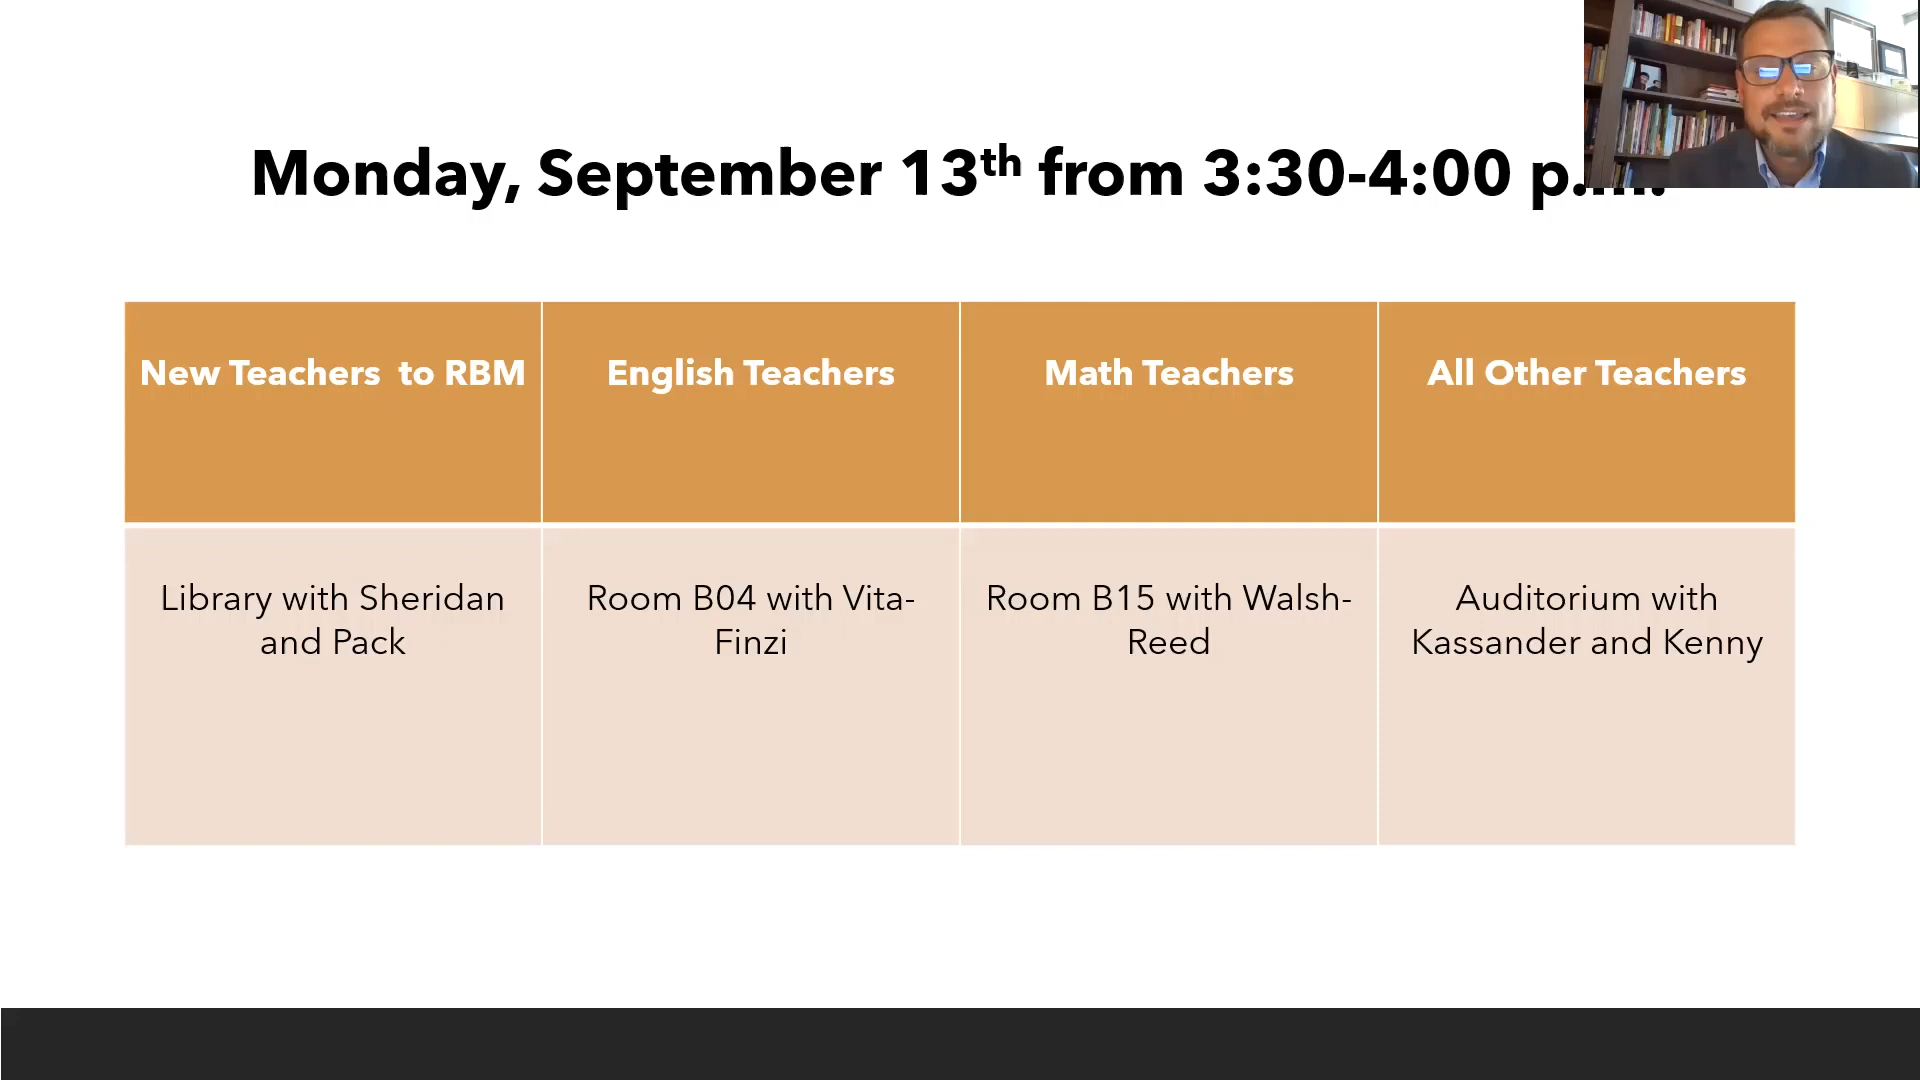 Monday, September 13th from 3:30-4:00 p.m.
New Teachers to RBM
English Teachers
Math Teachers
All Other Teachers
Library with Sheridan
and Pack
Room B04 with Vita-
Finzi
Room B15 with Walsh-
Reed
Auditorium with
Kassander and Kenny